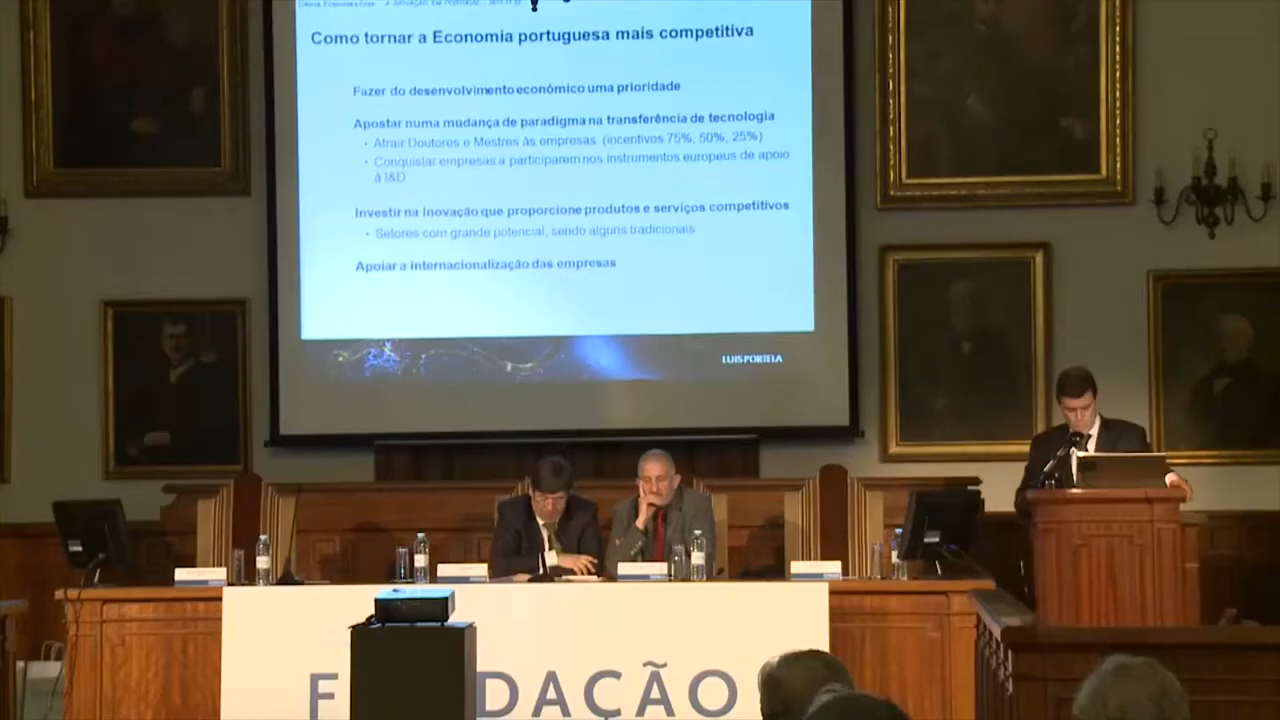 Como tornar a Economia portuguesa mais competitiva
Fazer do desenvolvimento económico uma prioridade
Apostar numa mudança de paradigma na transferência de tecnologia
• Atrair Doutores e Mestres às empresas (incentivos 75%, 50%, 25%)
• Conquistar empresas a participarem nos instrumentos europeus de apoio
à I&D
Investir na Inovação que proporcione produtos e serviços competitivos
• Setores com grande potencial, sendo alguns tradicionais
Apoiar a internacionalização das empresas
LUIS PORTELA
F DAÇÃO